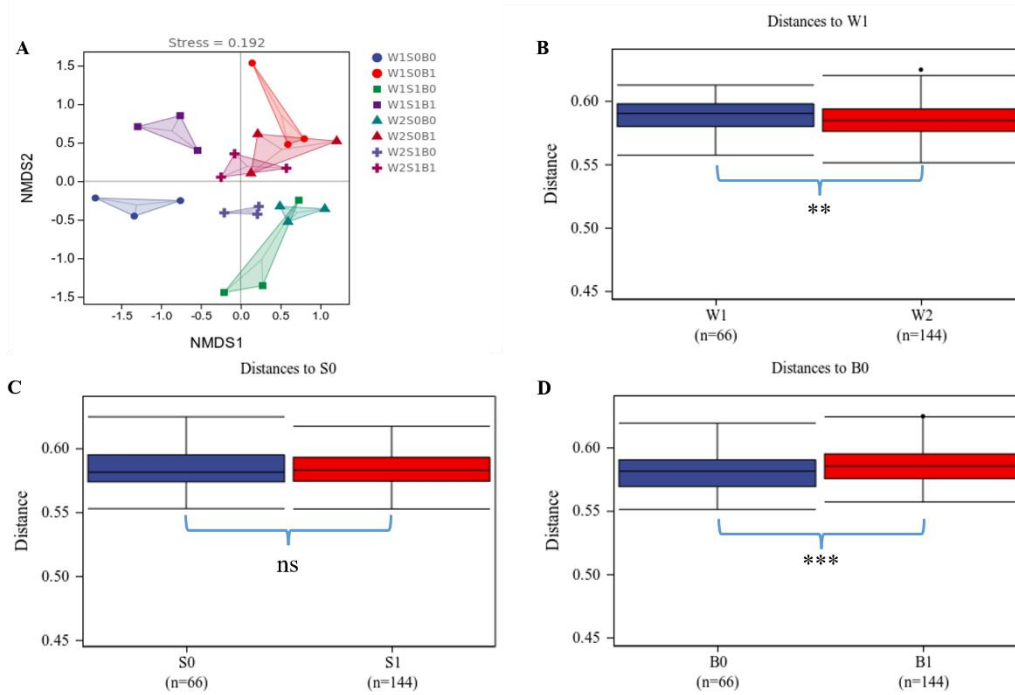 A
Stress = 0.192
1.5
1.0
0.5
0.0
-0.5
-1.0
-1.5
NMDS2
-1.5
-1.0
-0.5
0.0
0.5
1.0
NMDS1
W1S0B0
W1S0B1
W1S1B0
W1S1B1
W2S0B0
W2S0B1
W2S1B0
W2S1B1
B
Distances to W1
0.60
0.55
0.50
0.45
Distance
**
W1
(n=66)
W2
(n=144)
C
Distances to S0
0.60
0.55
0.50
0.45
Distance
ns
S0
(n=66)
S1
(n=144)
D
Distances to B0
0.60
0.55
0.50
0.45
Distance
***
B0
(n=66)
B1
(n=144)